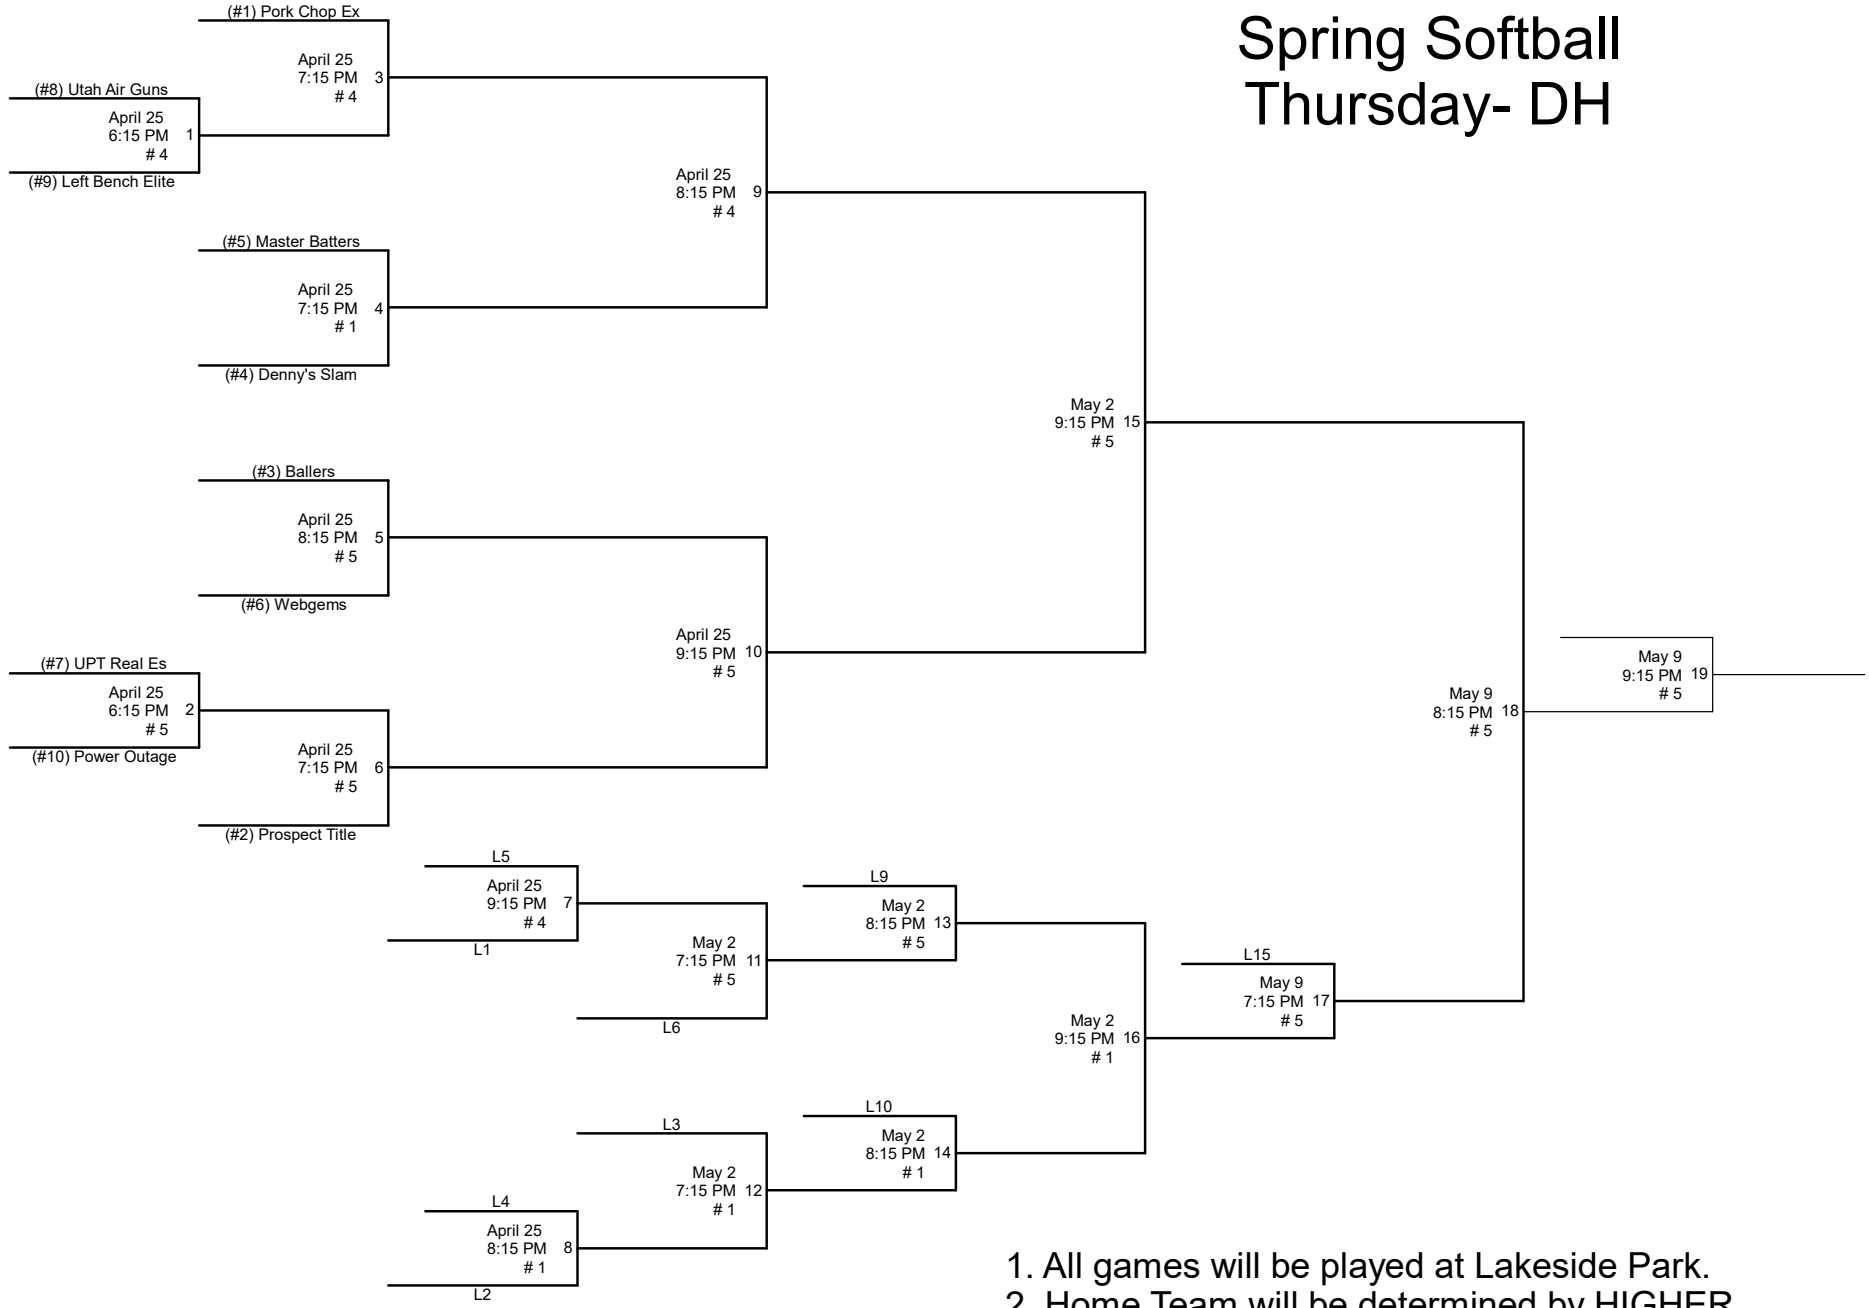 Spring Softball
Thursday- DH
(#1) Pork Chop Ex
April 25
7:15 PM 3
# 4
(#8) Utah Air Guns
April 25
6:15 PM 1
# 4
(#9) Left Bench Elite
April 25
8:15 PM 9
# 4
(#5) Master Batters
April 25
7:15 PM 4
# 1
(#4) Denny's Slam
May 2
9:15 PM 15
# 5
(#3) Ballers
April 25
8:15 PM 5
# 5
(#6) Webgems
April 25
9:15 PM 10
# 5
(#7) UPT Real Es
April 25
6:15 PM 2
# 5
(#10) Power Outage
April 25
7:15 PM 6
# 5
(#2) Prospect Title
May 9
8:15 PM 18
# 5
May 9
9:15 PM 19
# 5
L5
April 25
9:15 PM 7
# 4
L1
May 2
7:15 PM 11
# 5
L6
L9
May 2
8:15 PM 13
# 5
L15
May 9
7:15 PM 17
# 5
May 2
9:15 PM 16
# 1
L10
May 2
8:15 PM 14
# 1
L3
May 2
7:15 PM 12
# 1
L4
April 25
8:15 PM 8
# 1
L2
1. All games will be played at Lakeside Park.
2. Home Team will be determined by HIGHER